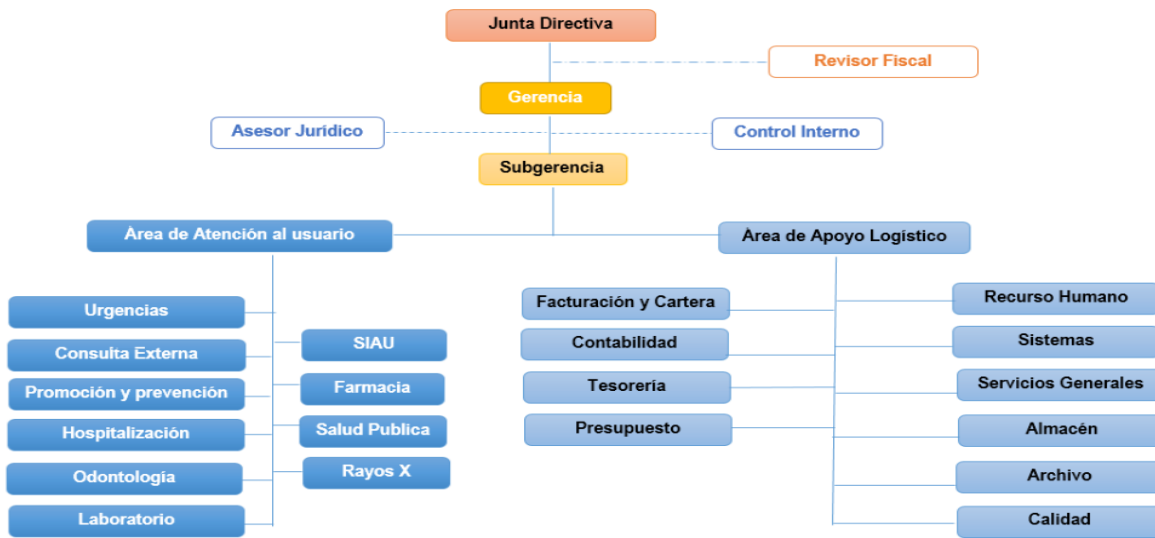 Junta Directiva
Revisor Fiscal
Gerencia
Asesor Jurídico
Control Interno
Subgerencia
Área de Atención al usuario
Área de Apoyo Logístico
Urgencias
Consulta Externa
Promoción y prevención
Hospitalización
Odontología
Laboratorio
SIAU
Farmacia
Salud Publica
Rayos X
Facturación y Cartera
Contabilidad
Tesorería
Presupuesto
Recurso Humano
Sistemas
Servicios Generales
Almacén
Archivo
Calidad